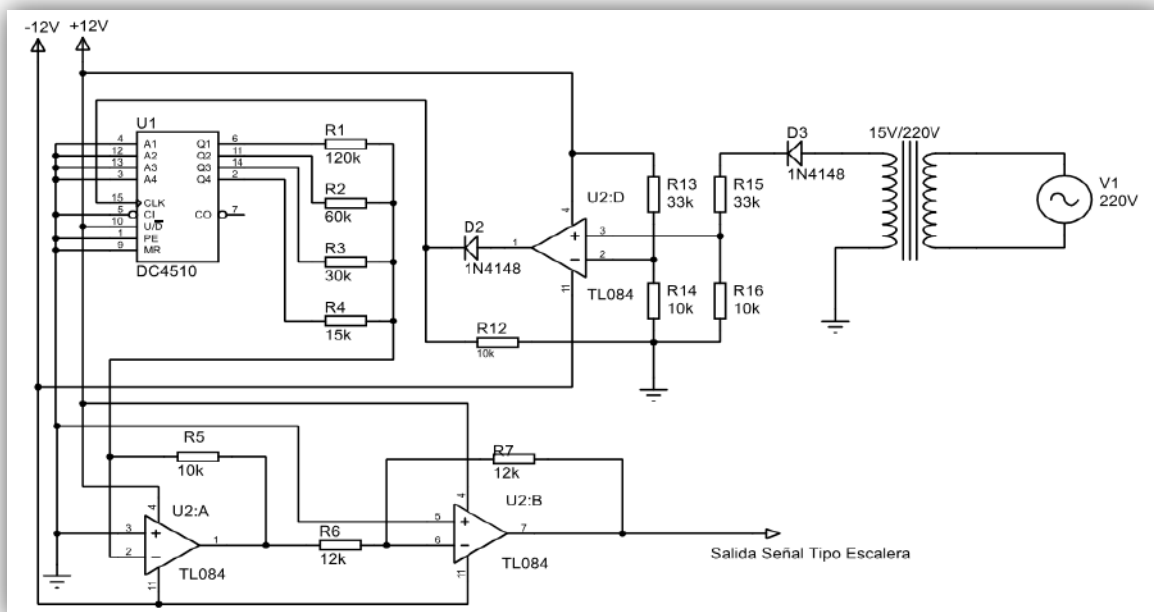 -12V
+12V
U1
4 A1 Q1 6
12 A2 Q2 11
13 A3 Q3 14
3 A4 Q4 2
15 CLK
5 CI CO 7
10 U/D
1 PE
9 MR
DC4510
R1
120k
R2
60k
R3
30k
R4
15k
D2
1N4148
R12
10k
U2:D
4
3
+
2
-
1
11
TL084
R13
33k
R14
10k
R15
33k
R16
10k
D3
1N4148
15V/220V
V1
220V
R5
10k
U2:A
4
3
+
2
-
1
11
TL084
R6
12k
R7
12k
U2:B
4
5
+
6
-
7
11
TL084
Salida Señal Tipo Escalera